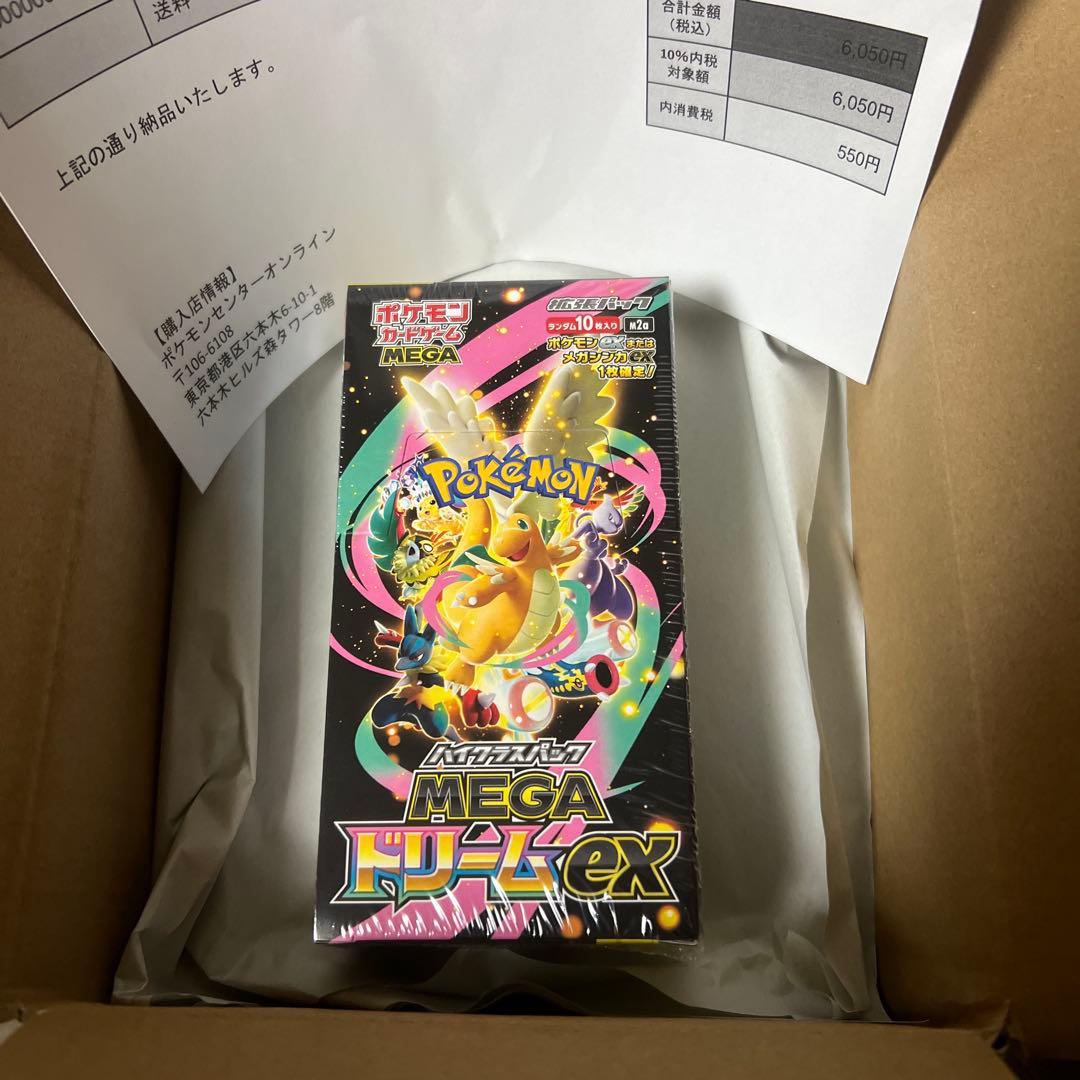 送料
上記の通り納品いたします。
合計金額
(税込)
6,050円
10%内税
対象額
6,050円
内消費税
550円
【購入店情報】
ポケモンセンターオンライン
〒106-6108
東京都港区六本木6-10-1
六本木ヒルズ森タワー8階
ポケモン
カードゲーム
MEGA
拡張パック
ランダム10枚入り
M2a
ポケモンexまたは
メガシンカex
1枚確定!
POKÉMON
ハイクラスパック
MEGA
ドリームex